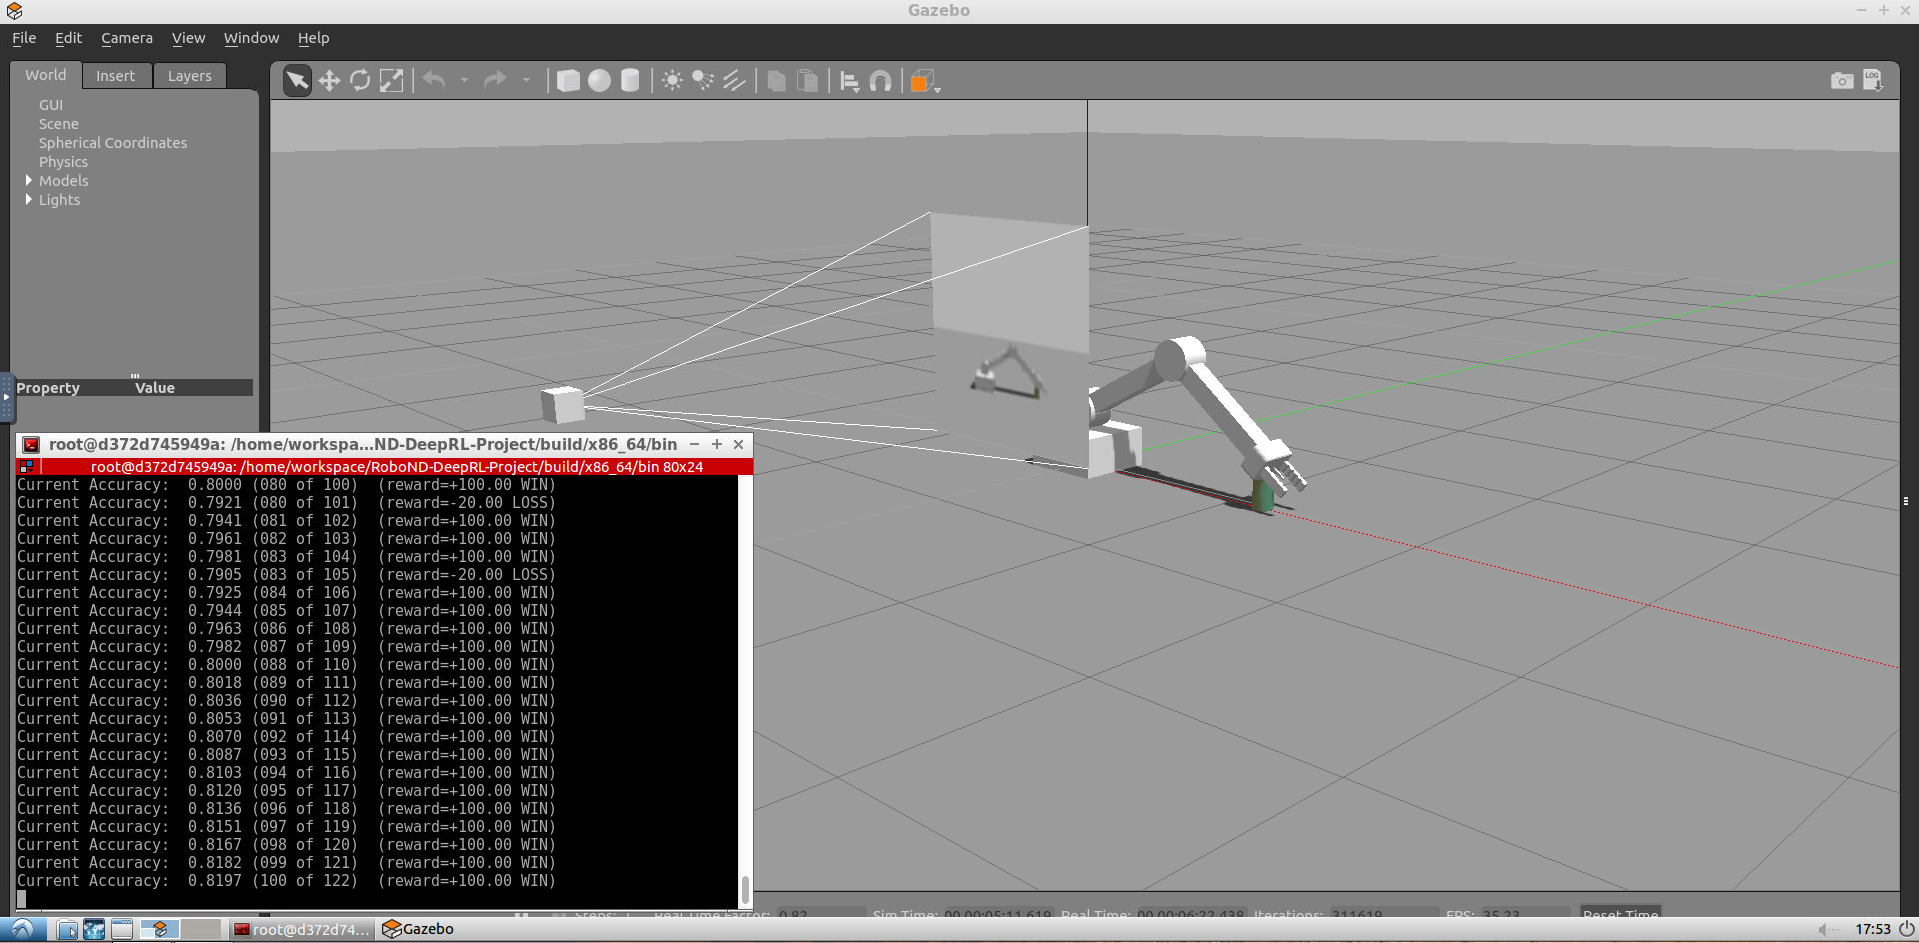 Gazebo
File Edit Camera View Window Help
World Insert Layers
GUI
Scene
Spherical Coordinates
Physics
Models
Lights
LOG
Property Value
root@d372d745949a: /home/workspa...ND-DeepRL-Project/build/x86_64/bin
root@d372d745949a: /home/workspace/RoboND-DeepRL-Project/build/x86_64/bin 80x24
Current Accuracy:  0.8000 (080 of 100)  (reward=+100.00 WIN)
Current Accuracy:  0.7921 (080 of 101)  (reward=-20.00 LOSS)
Current Accuracy:  0.7941 (081 of 102)  (reward=+100.00 WIN)
Current Accuracy:  0.7961 (082 of 103)  (reward=+100.00 WIN)
Current Accuracy:  0.7981 (083 of 104)  (reward=+100.00 WIN)
Current Accuracy:  0.7905 (083 of 105)  (reward=-20.00 LOSS)
Current Accuracy:  0.7925 (084 of 106)  (reward=+100.00 WIN)
Current Accuracy:  0.7944 (085 of 107)  (reward=+100.00 WIN)
Current Accuracy:  0.7963 (086 of 108)  (reward=+100.00 WIN)
Current Accuracy:  0.7982 (087 of 109)  (reward=+100.00 WIN)
Current Accuracy:  0.8000 (088 of 110)  (reward=+100.00 WIN)
Current Accuracy:  0.8018 (089 of 111)  (reward=+100.00 WIN)
Current Accuracy:  0.8036 (090 of 112)  (reward=+100.00 WIN)
Current Accuracy:  0.8053 (091 of 113)  (reward=+100.00 WIN)
Current Accuracy:  0.8070 (092 of 114)  (reward=+100.00 WIN)
Current Accuracy:  0.8087 (093 of 115)  (reward=+100.00 WIN)
Current Accuracy:  0.8103 (094 of 116)  (reward=+100.00 WIN)
Current Accuracy:  0.8120 (095 of 117)  (reward=+100.00 WIN)
Current Accuracy:  0.8136 (096 of 118)  (reward=+100.00 WIN)
Current Accuracy:  0.8151 (097 of 119)  (reward=+100.00 WIN)
Current Accuracy:  0.8167 (098 of 120)  (reward=+100.00 WIN)
Current Accuracy:  0.8182 (099 of 121)  (reward=+100.00 WIN)
Current Accuracy:  0.8197 (100 of 122)  (reward=+100.00 WIN)
Steps: 1 Real Time Factor: 0.82 Sim Time: 00 00:05:11.619 Real Time: 00 00:06:22.438 Iterations: 311619 FPS: 35.23 Reset Time
root@d372d74... Gazebo 17:53